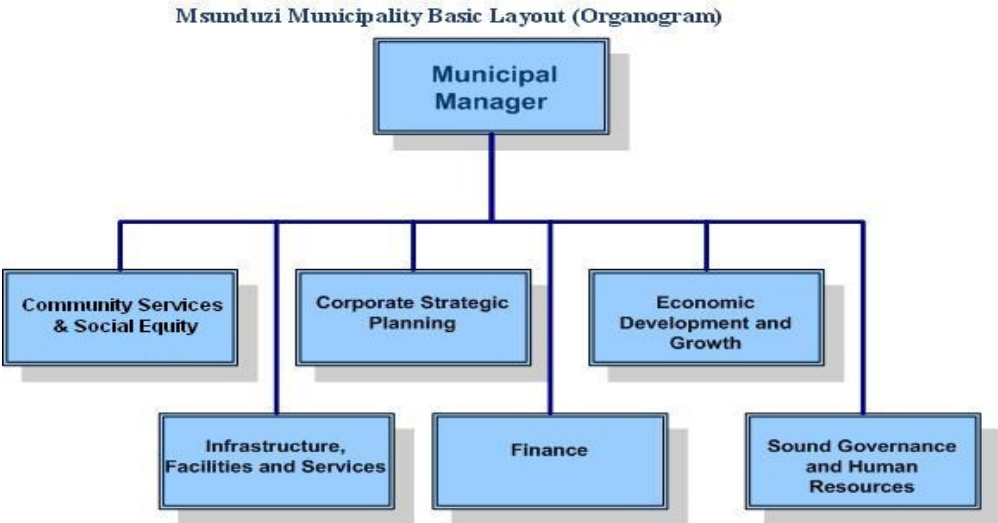 Msunduzi Municipality Basic Layout (Organogram)
Municipal
Manager
Community Services
& Social Equity
Corporate Strategic
Planning
Economic
Development and
Growth
Infrastructure,
Facilities and Services
Finance
Sound Governance
and Human
Resources